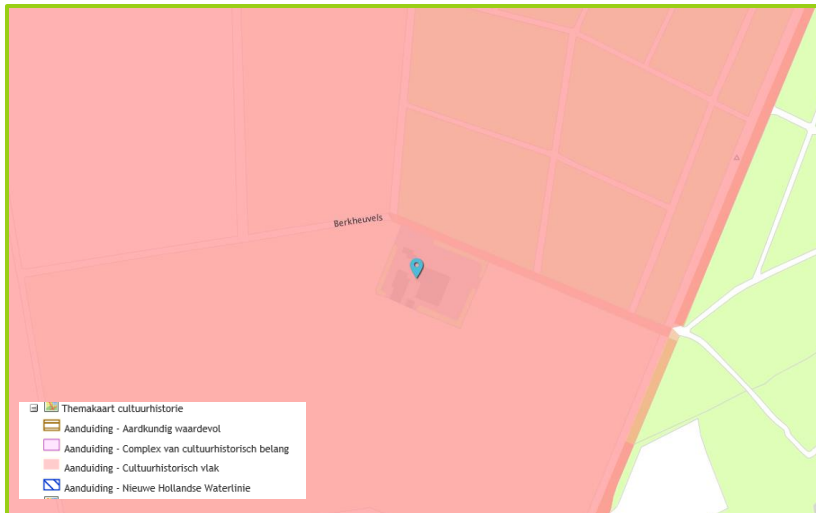 Berkheuvels
Themakaart cultuurhistorie
Aanduiding - Aardkundig waardevol
Aanduiding - Complex van cultuurhistorisch belang
Aanduiding - Cultuurhistorisch vlak
Aanduiding - Nieuwe Hollandse Waterlinie